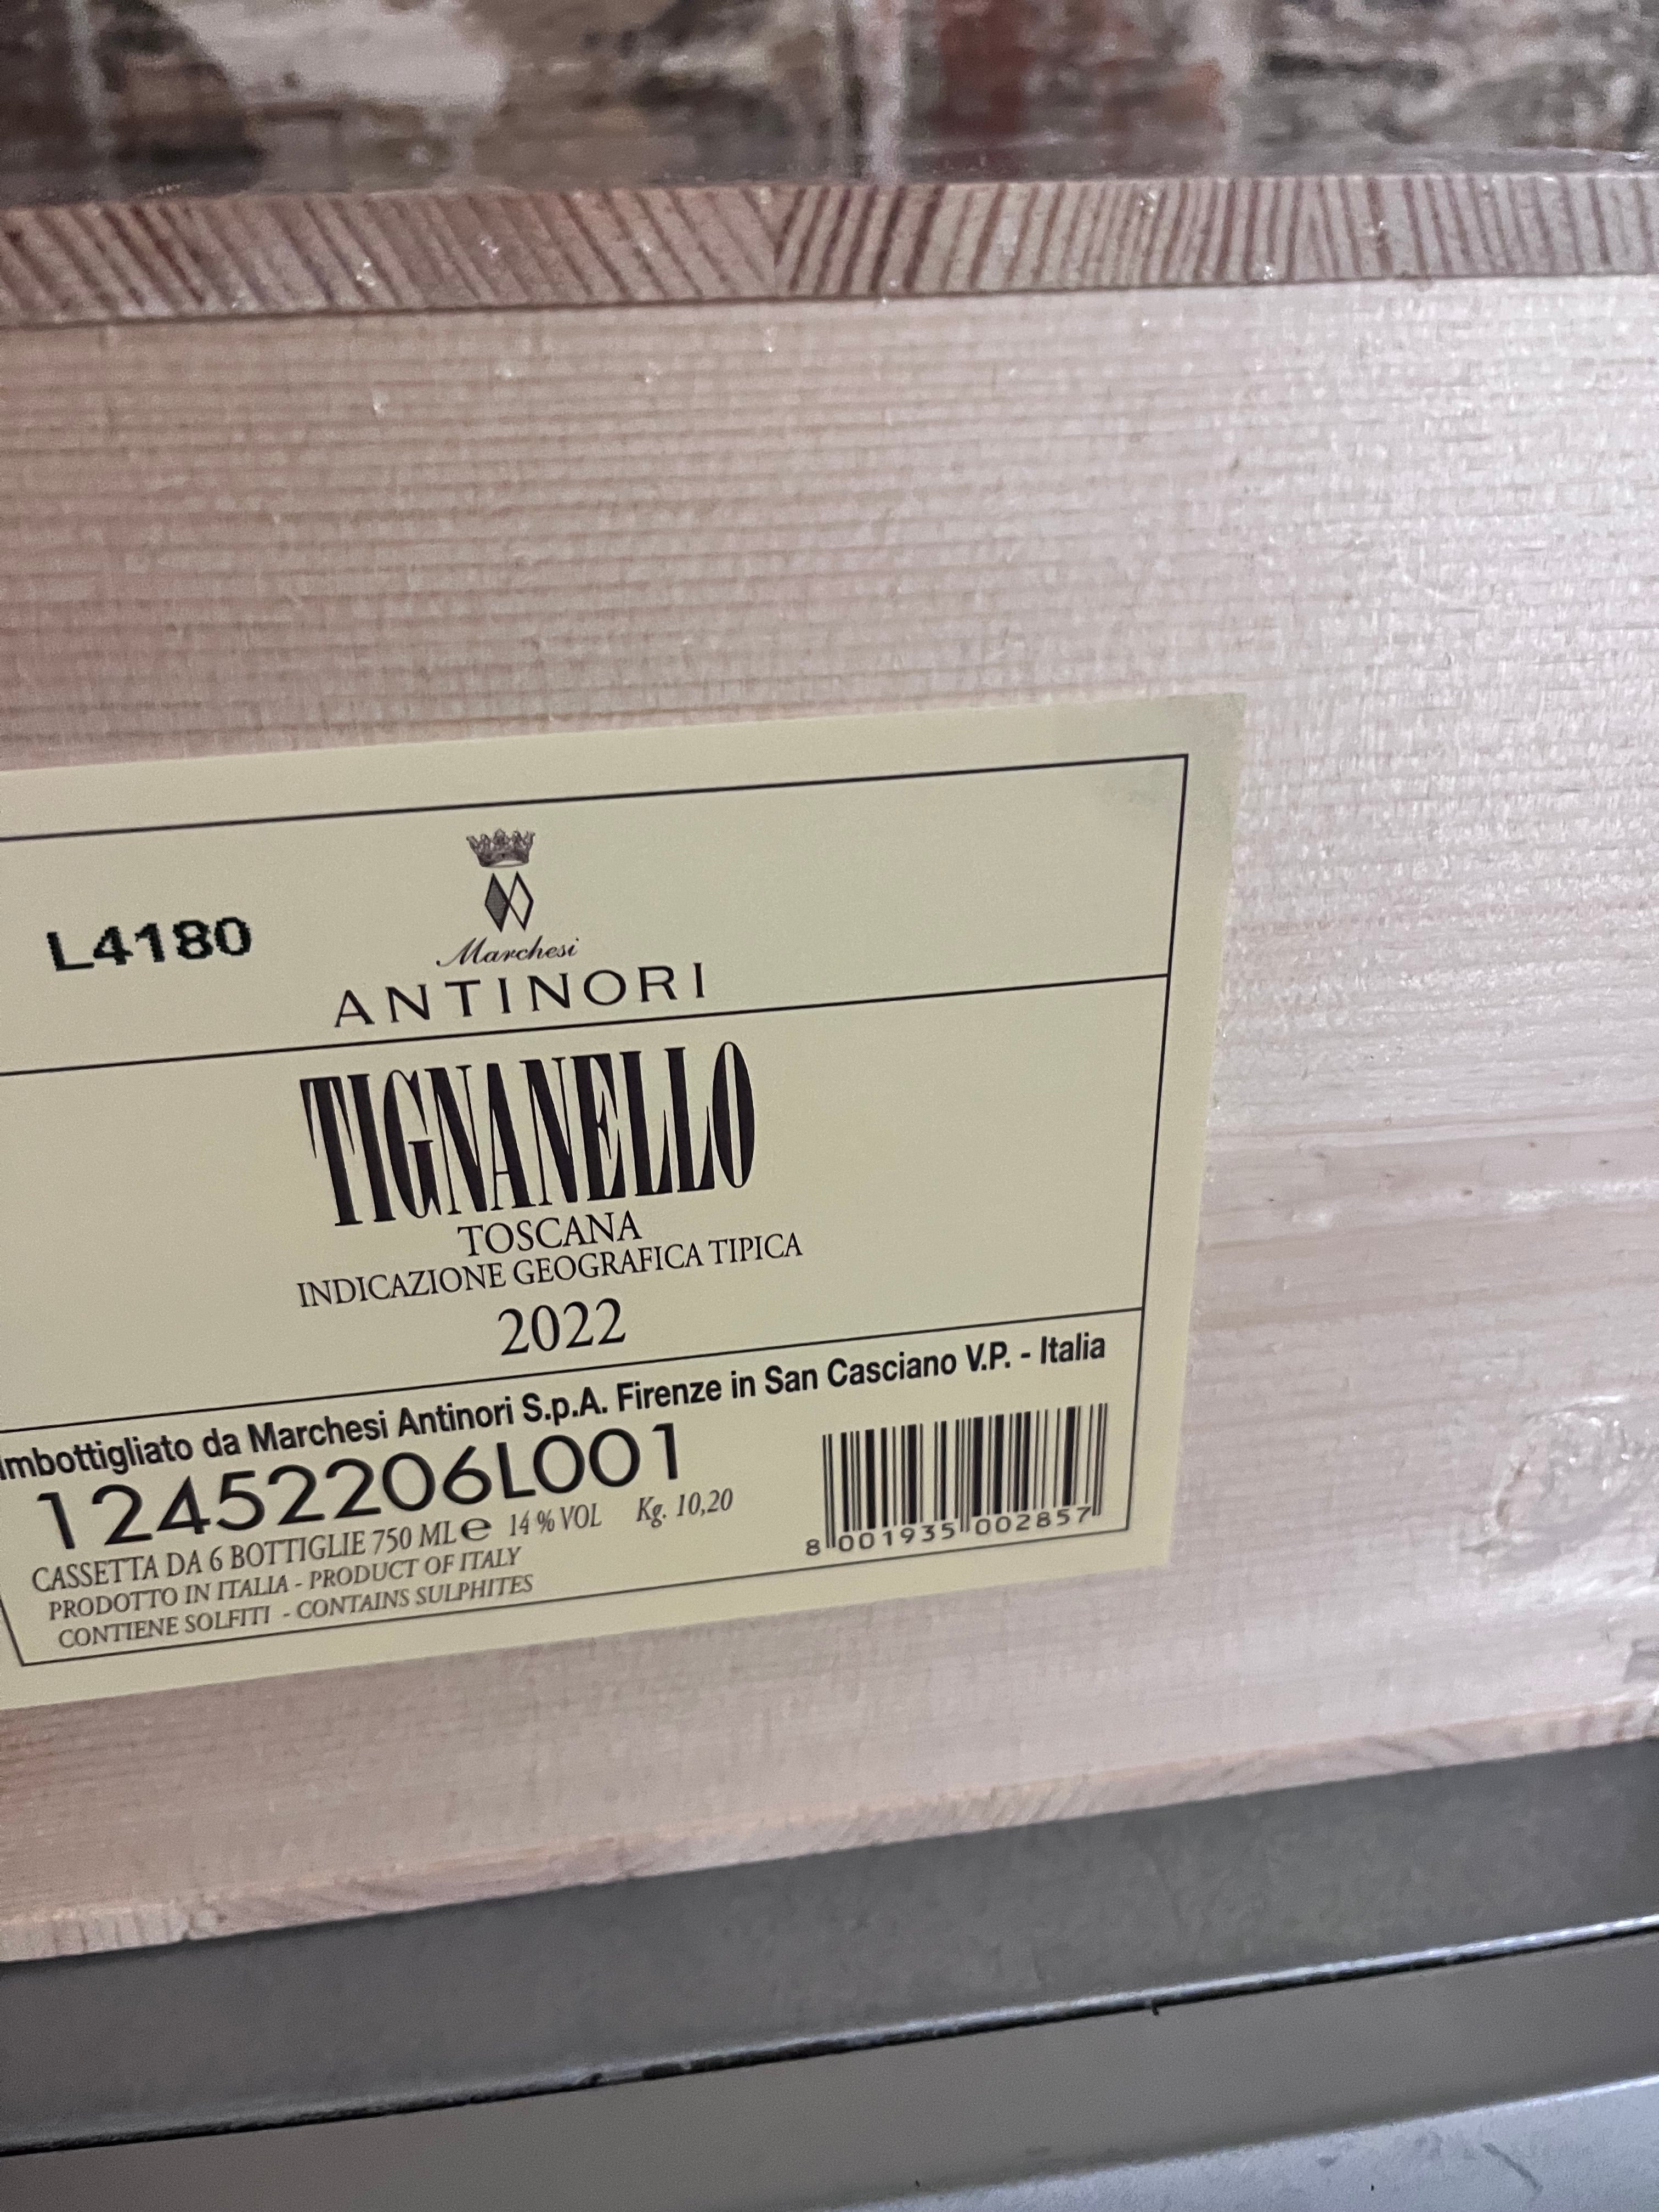 L4180
Marchesi
ANTINORI
TIGNANELLO
TOSCANA
INDICAZIONE GEOGRAFICA TIPICA
2022
Imbottigliato da Marchesi Antinori S.p.A. Firenze in San Casciano V.P. - Italia
12452206L001
CASSETTA DA 6 BOTTIGLIE 750 ML e 14 % VOL Kg. 10,20
PRODOTTO IN ITALIA - PRODUCT OF ITALY
CONTIENE SOLFITI - CONTAINS SULPHITES
8 001935 002857